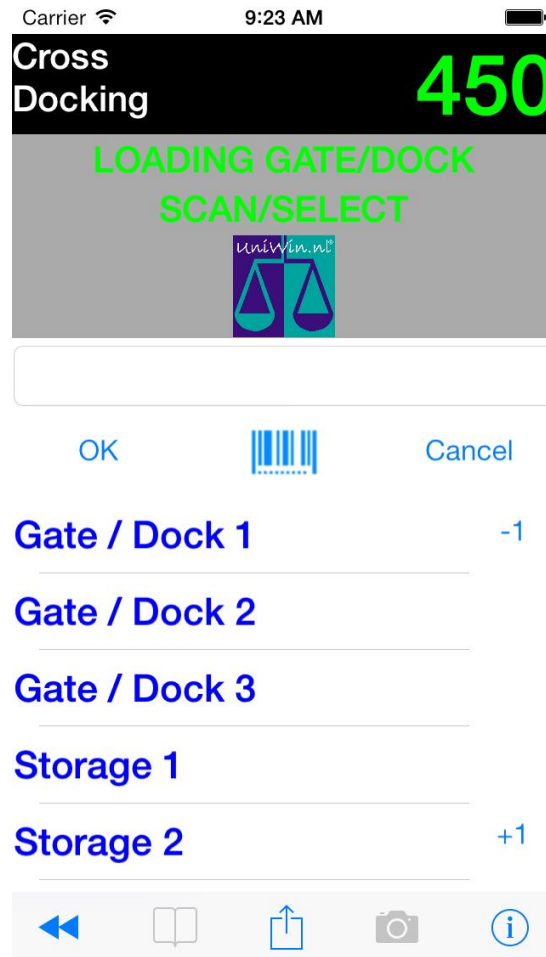 Carrier 9:23 AM
Cross
Docking
450
LOADING GATE/DOCK
SCAN/SELECT
UniWin.nl®
OK Cancel
Gate / Dock 1 -1
Gate / Dock 2
Gate / Dock 3
Storage 1
Storage 2 +1